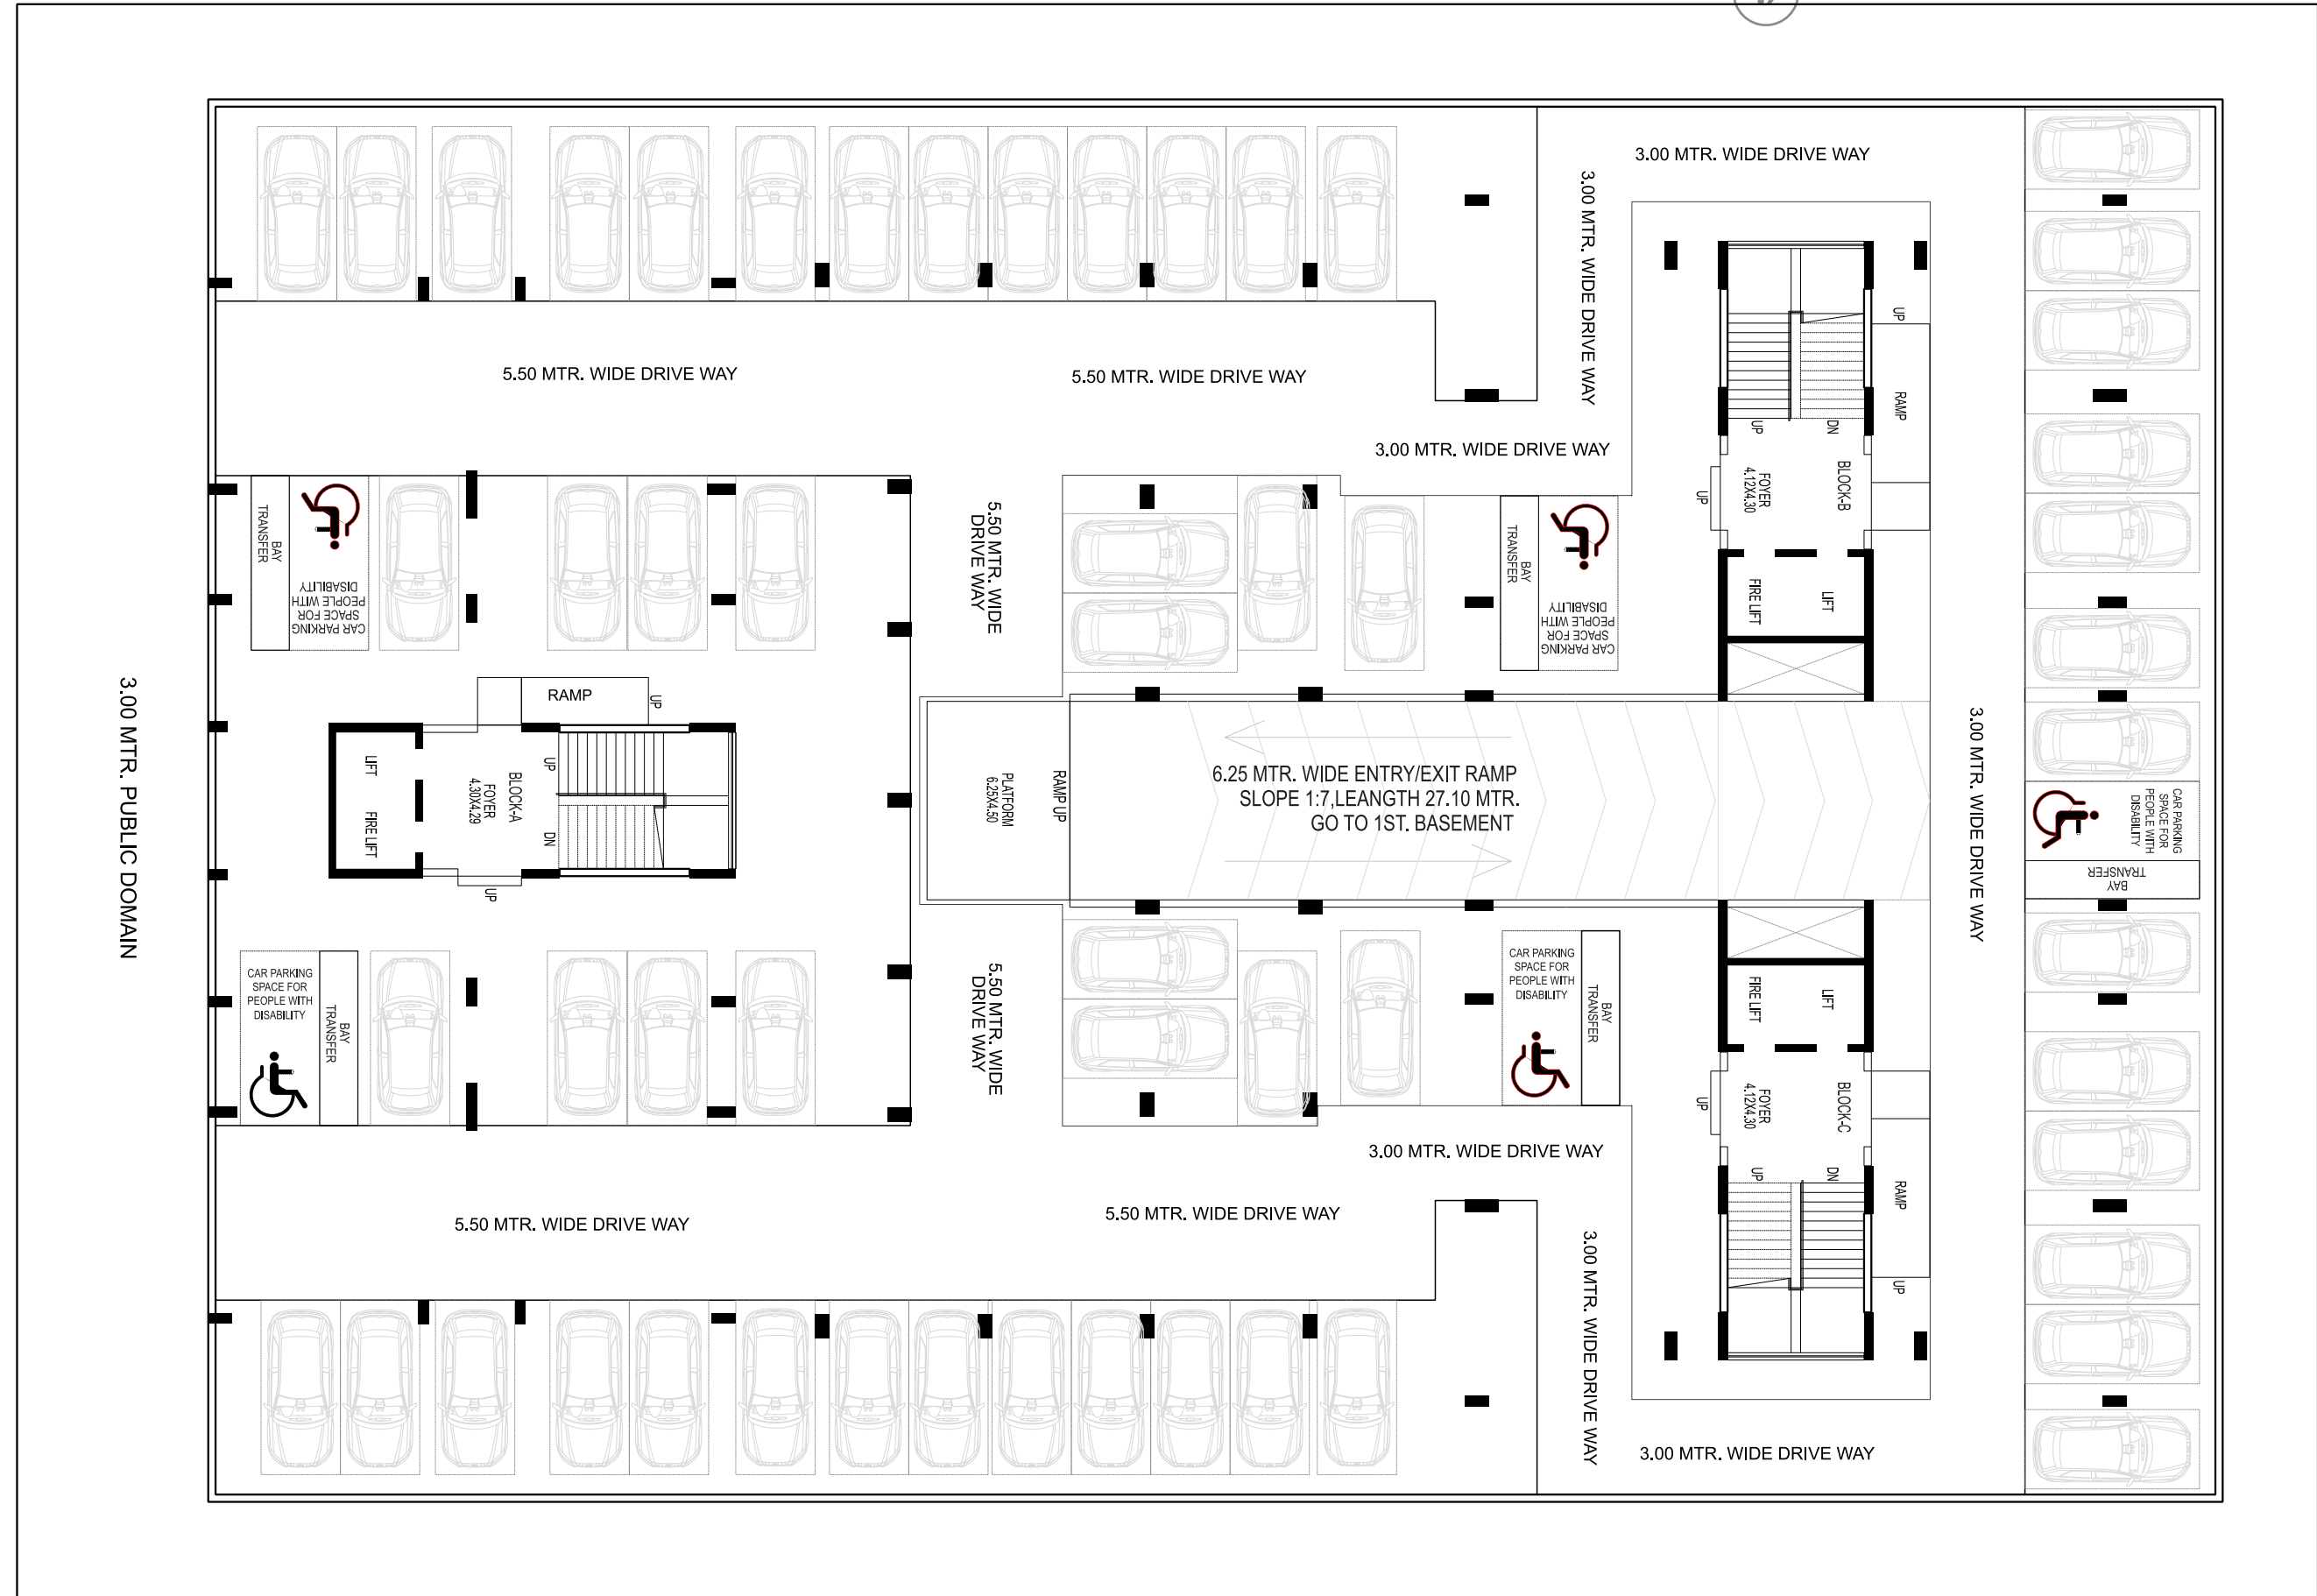 3.00 MTR. WIDE DRIVE WAY
3.00 MTR. WIDE DRIVE WAY
UP
5.50 MTR. WIDE DRIVE WAY
5.50 MTR. WIDE DRIVE WAY
RAMP
3.00 MTR. WIDE DRIVE WAY
UP
DN
BLOCK-B
FOYER
4.12X4.30
UP
FIRE LIFT
LIFT
BAY
TRANSFER
CAR PARKING
SPACE FOR
PEOPLE WITH
DISABILITY
5.50 MTR. WIDE
DRIVE WAY
BAY
TRANSFER
CAR PARKING
SPACE FOR
PEOPLE WITH
DISABILITY
RAMP
UP
3.00 MTR. PUBLIC DOMAIN
LIFT
FIRE LIFT
BLOCK-A
FOYER
4.30X4.29
UP
DN
UP
PLATFORM
6.25X4.50
RAMP UP
6.25 MTR. WIDE ENTRY/EXIT RAMP
SLOPE 1:7,LEANGTH 27.10 MTR.
GO TO 1ST. BASEMENT
3.00 MTR. WIDE DRIVE WAY
CAR PARKING
SPACE FOR
PEOPLE WITH
DISABILITY
BAY
TRANSFER
CAR PARKING
SPACE FOR
PEOPLE WITH
DISABILITY
BAY
TRANSFER
5.50 MTR. WIDE
DRIVE WAY
CAR PARKING
SPACE FOR
PEOPLE WITH
DISABILITY
BAY
TRANSFER
FIRE LIFT
LIFT
UP
BLOCK-C
FOYER
4.12X4.30
UP
DN
3.00 MTR. WIDE DRIVE WAY
RAMP
5.50 MTR. WIDE DRIVE WAY
5.50 MTR. WIDE DRIVE WAY
UP
3.00 MTR. WIDE DRIVE WAY
3.00 MTR. WIDE DRIVE WAY